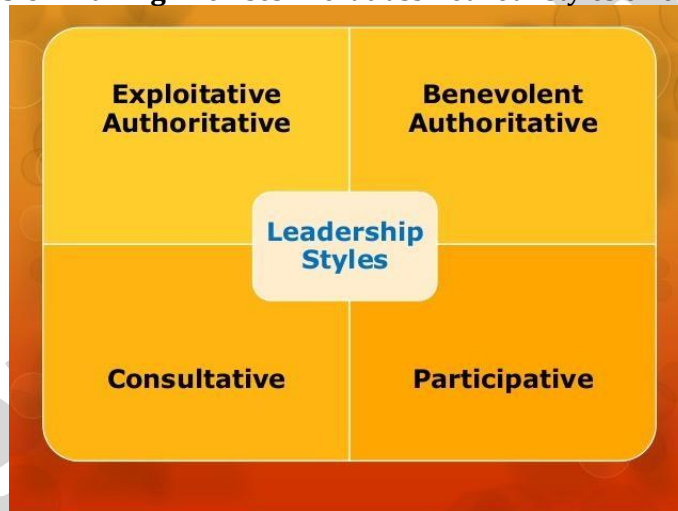 Exploitative
Authoritative
Benevolent
Authoritative
Leadership
Styles
Consultative
Participative